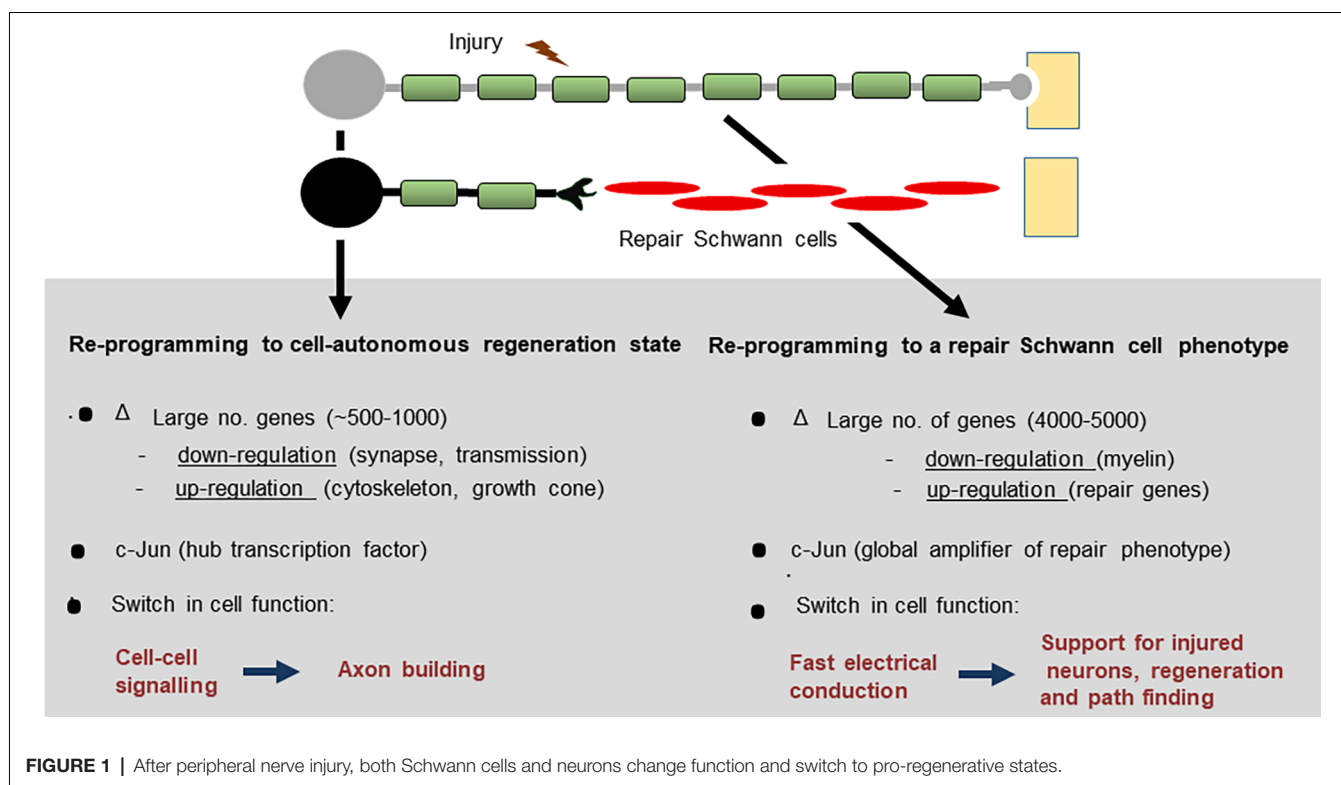 Injury
Repair Schwann cells
Re-programming to cell-autonomous regeneration state
. ● Δ Large no. genes (~500-1000)
- down-regulation (synapse, transmission)
- up-regulation (cytoskeleton, growth cone)
● c-Jun (hub transcription factor)
● Switch in cell function:
Cell-cell
signalling
Axon building
Re-programming to a repair Schwann cell phenotype
● Δ Large no. of genes (4000-5000)
- down-regulation (myelin)
- up-regulation (repair genes)
● c-Jun (global amplifier of repair phenotype)
.
● Switch in cell function:
Fast electrical
conduction
Support for injured
neurons, regeneration
and path finding
FIGURE 1 | After peripheral nerve injury, both Schwann cells and neurons change function and switch to pro-regenerative states.